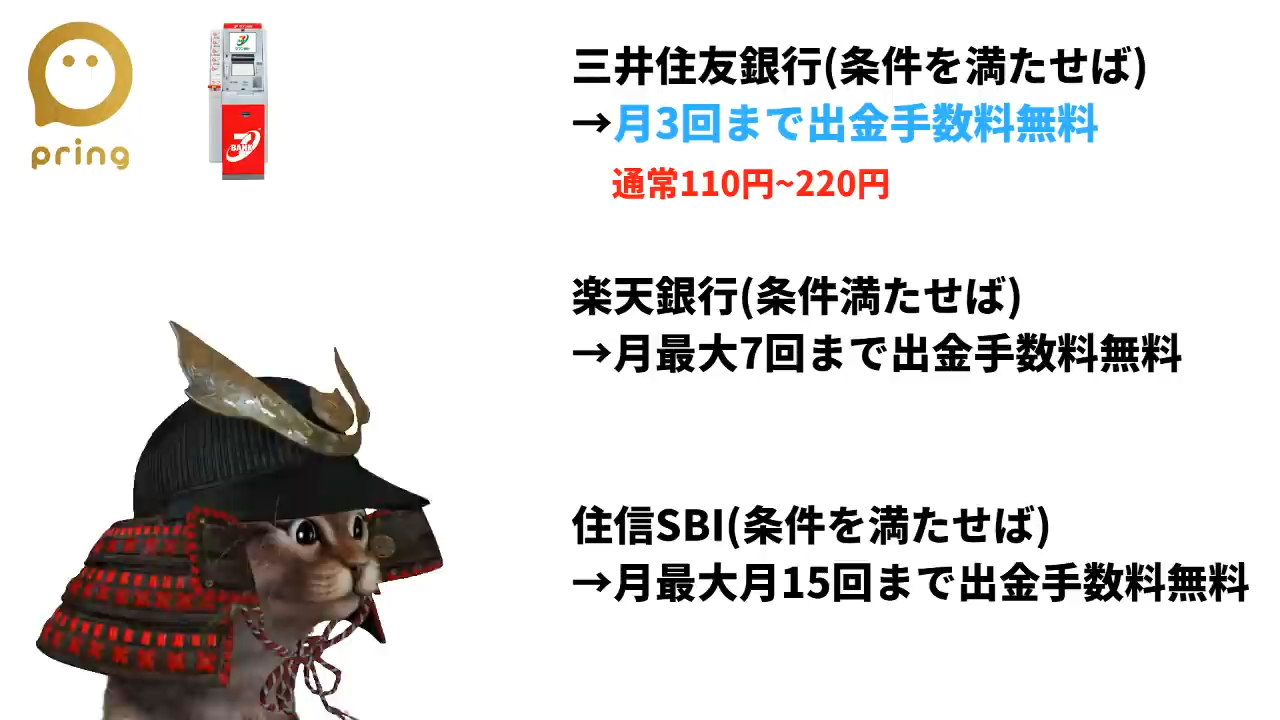 pring
7
BANK
三井住友銀行(条件を満たせば)
→月3回まで出金手数料無料
通常110円~220円
楽天銀行(条件満たせば)
→月最大7回まで出金手数料無料
住信SBI(条件を満たせば)
→月最大月15回まで出金手数料無料